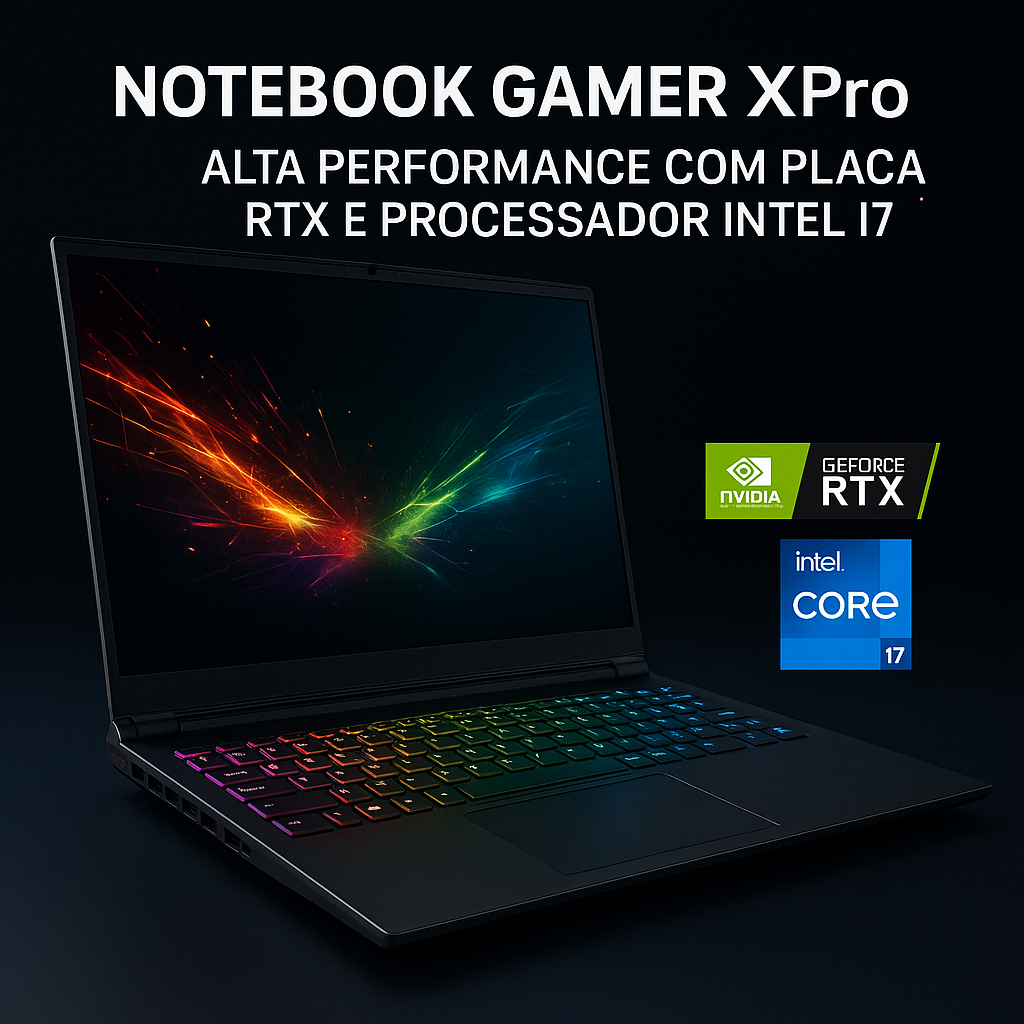 NOTEBOOK GAMER XPro
ALTA PERFORMANCE COM PLACA
RTX E PROCESSADOR INTEL I7
NVIDIA
GEFORCE
RTX
intel.
CORe
i7